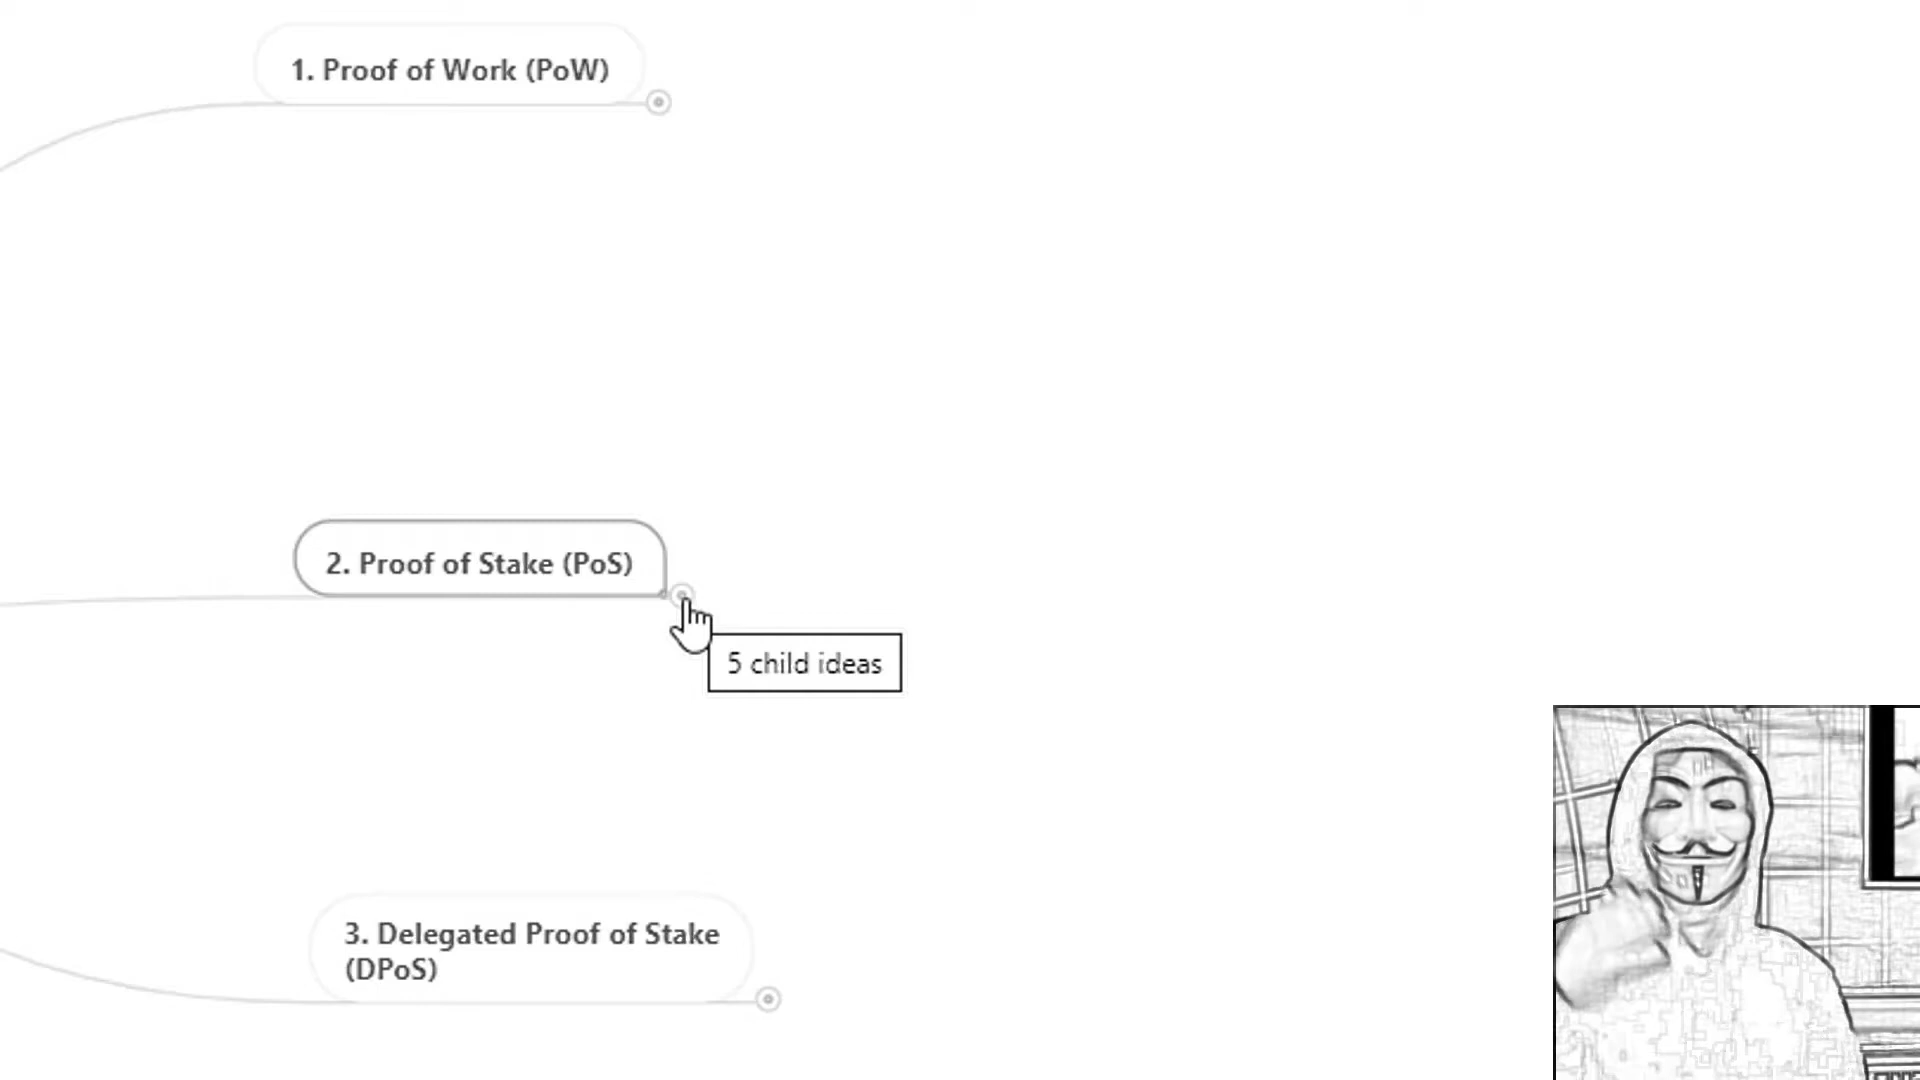 1. Proof of Work (PoW)
2. Proof of Stake (PoS)
5 child ideas
3. Delegated Proof of Stake
(DPoS)